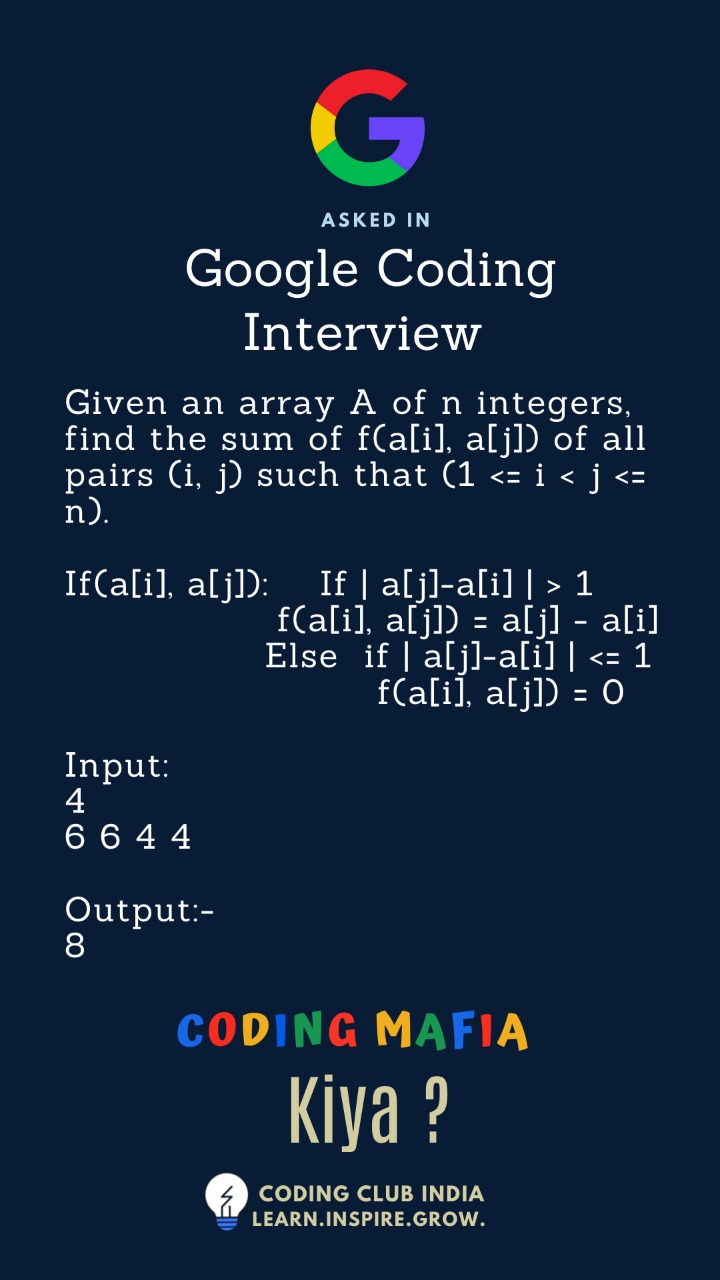 G
ASKED IN
Google Coding
Interview
Given an array A of n integers,
find the sum of f(a[i], a[j]) of all
pairs (i, j) such that (1 <= i < j <=
n).
If(a[i], a[j]): If | a[j]-a[i] | > 1
f(a[i], a[j]) = a[j] - a[i]
Else if | a[j]-a[i] | <= 1
f(a[i], a[j]) = 0
Input:
4
6 6 4 4
Output:-
8
CODING MAFIA
Kiya ?
CODING CLUB INDIA
LEARN.INSPIRE.GROW.